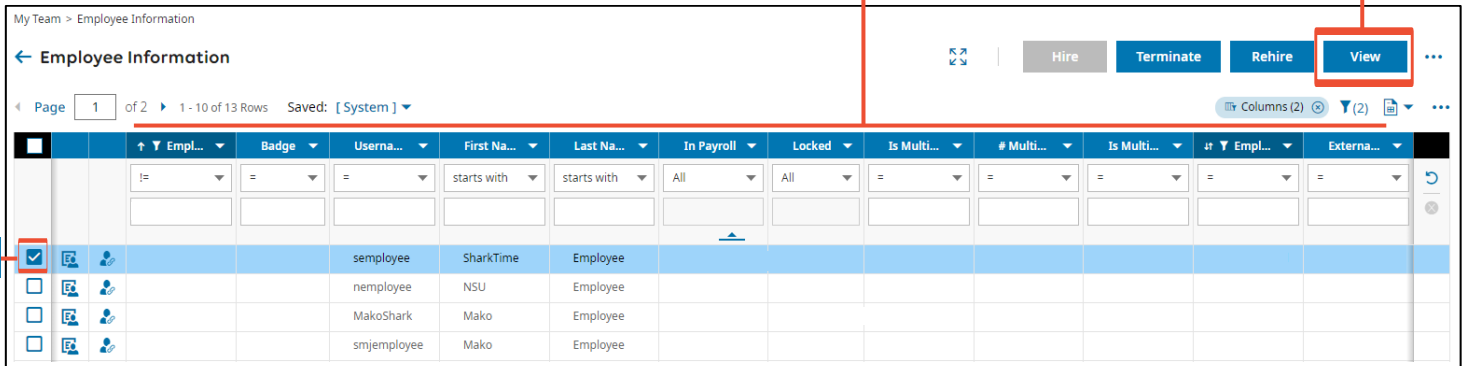 My Team > Employee Information
← Employee Information Hire Terminate Rehire View
Page 1 of 2 1 - 10 of 13 Rows Saved: [ System ] Columns (2) (2)
Empl... Badge Userna... First Na... Last Na... In Payroll Locked Is Multi... # Multi... Is Multi... Empl... Externa...
!= = = starts with starts with All All = = = = =
semployee SharkTime Employee
nemployee NSU Employee
MakoShark Mako Employee
smjemployee Mako Employee